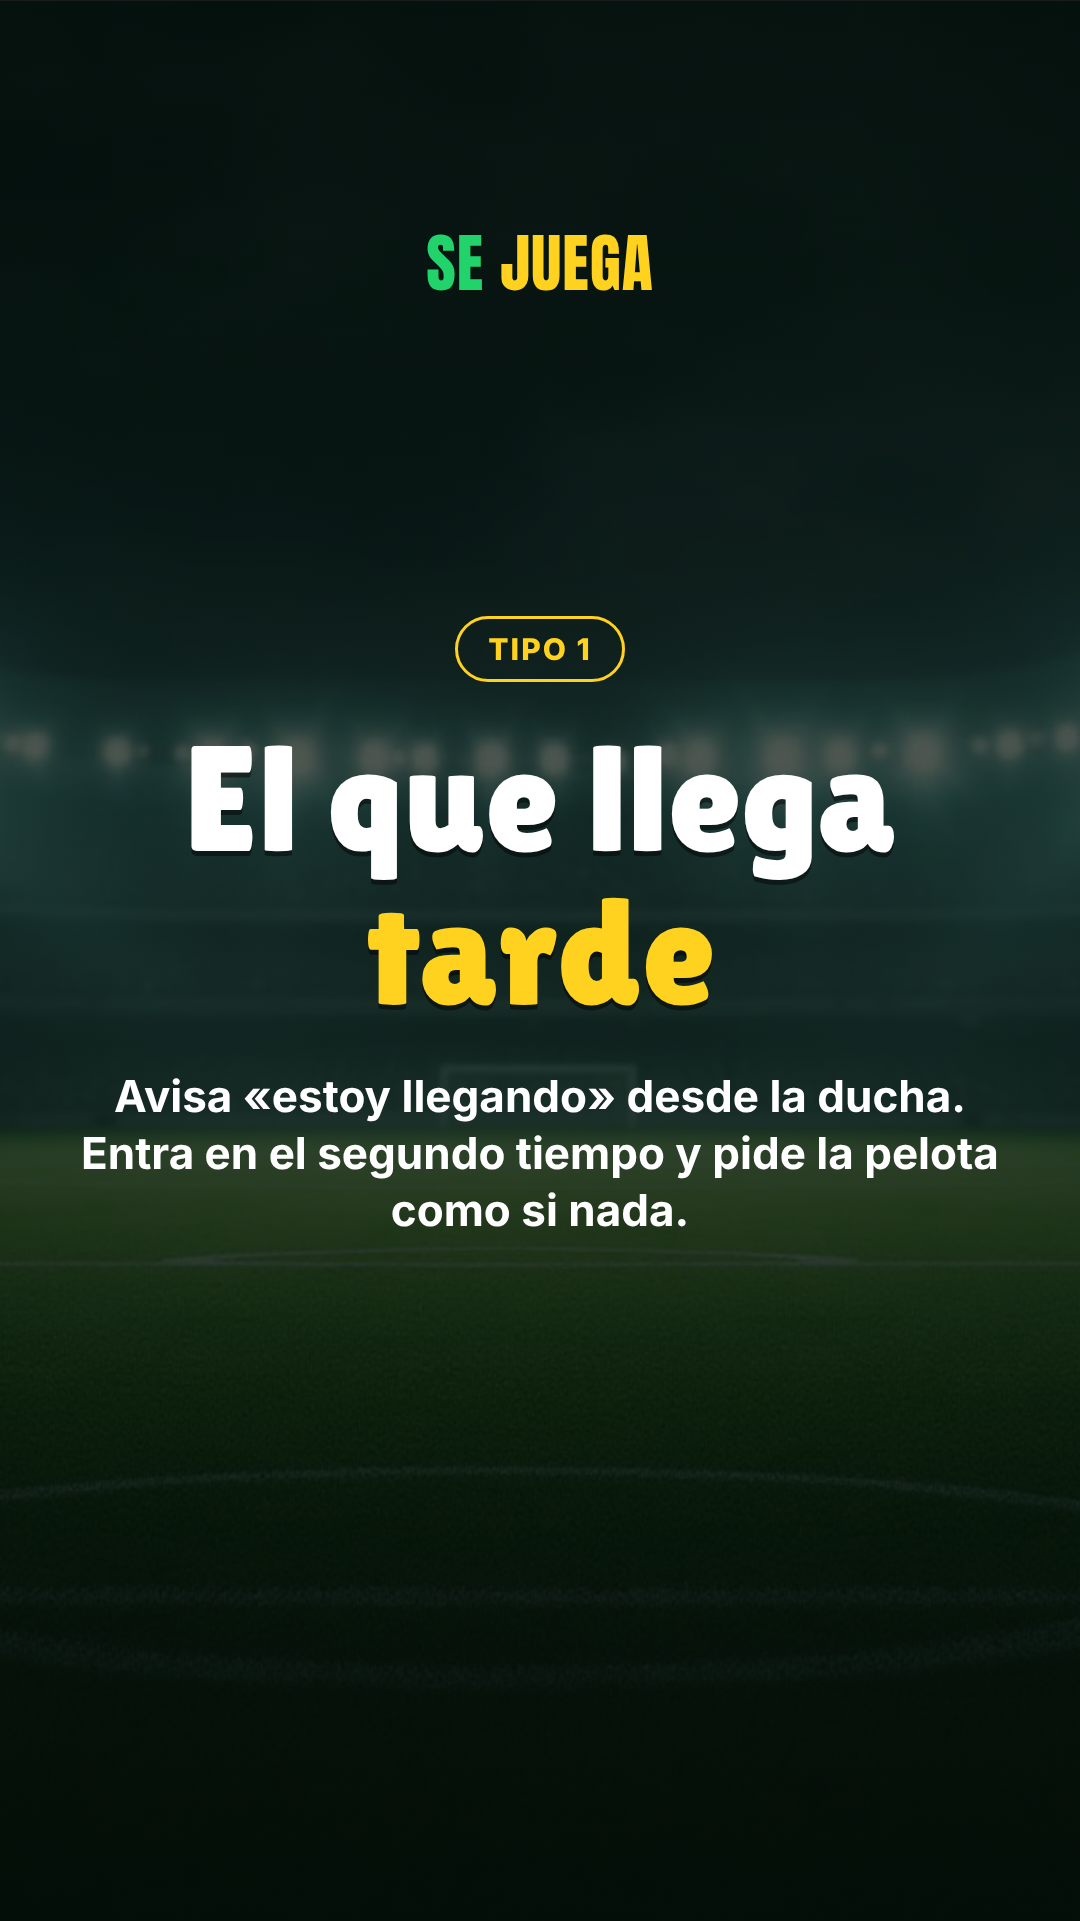 SE JUEGA
TIPO 1
El que llega
tarde
Avisa «estoy llegando» desde la ducha.
Entra en el segundo tiempo y pide la pelota
como si nada.